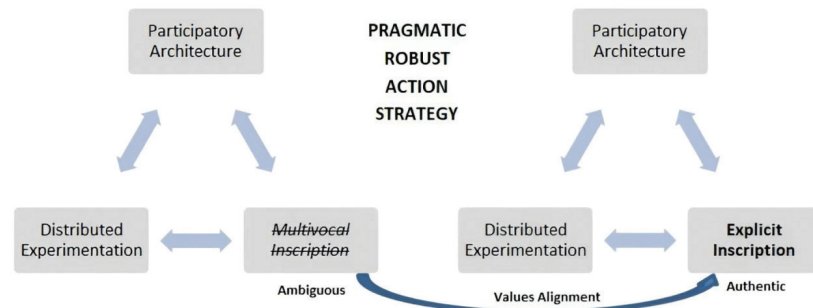 Participatory
Architecture
PRAGMATIC
ROBUST
ACTION
STRATEGY
Participatory
Architecture
Distributed
Experimentation
Multivocal
Inscription
Distributed
Experimentation
Explicit
Inscription
Ambiguous
Values Alignment
Authentic